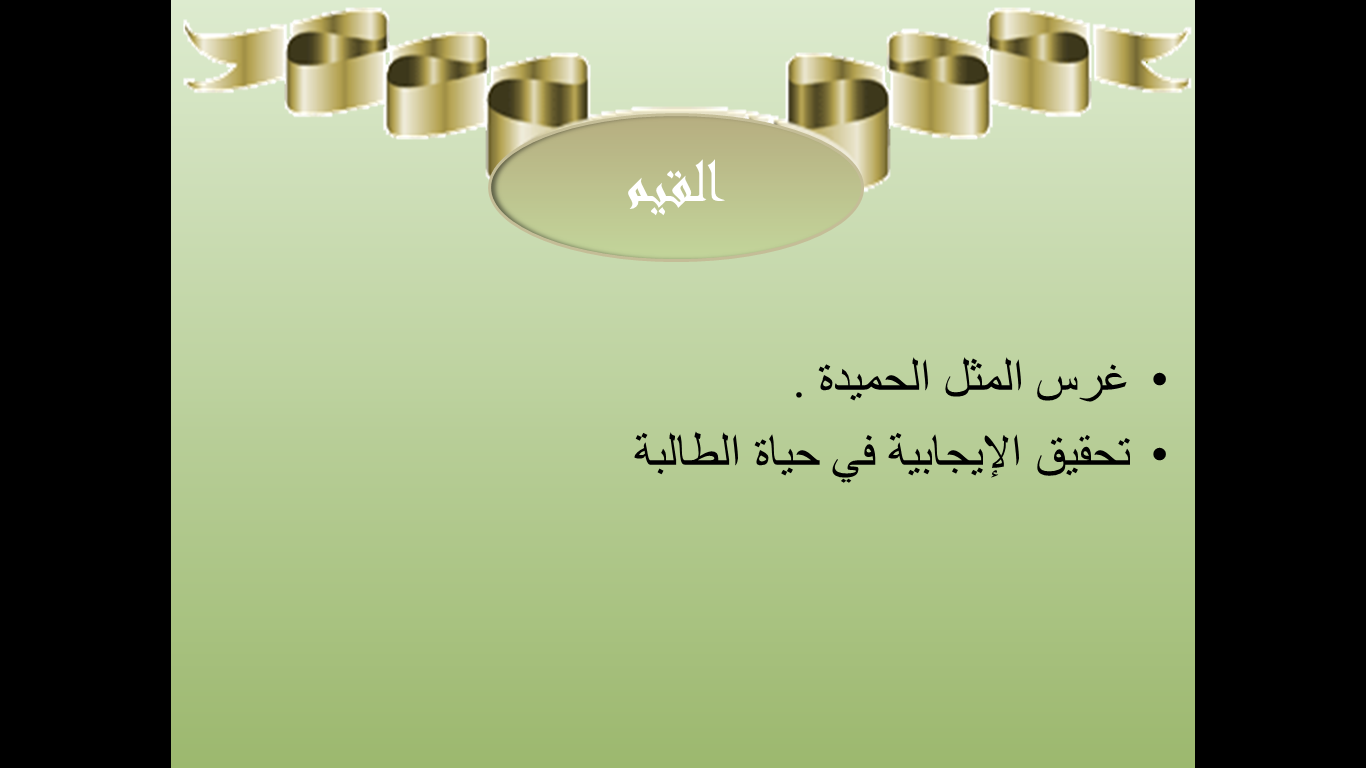 القيم
• غرس المثل الحميدة .
• تحقيق الإيجابية في حياة الطالبة